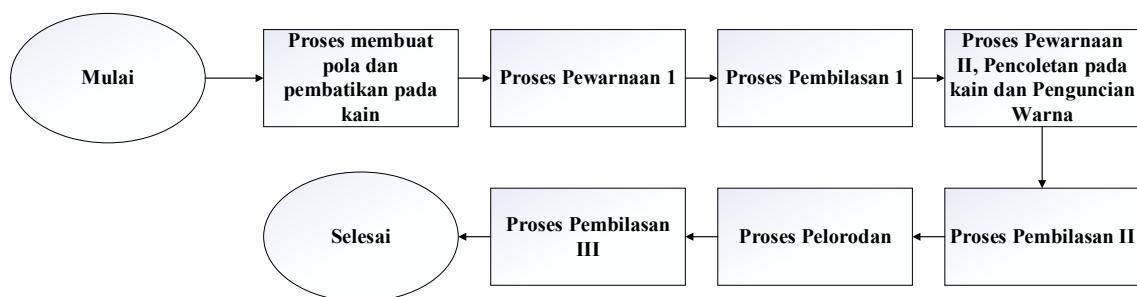 Mulai
Proses membuat
pola dan
pembatikan pada
kain
Proses Pewarnaan 1
Proses Pembilasan 1
Proses Pewarnaan
II, Pencoletan pada
kain dan Penguncian
Warna
Proses Pembilasan II
Proses Pelorodan
Proses Pembilasan
III
Selesai